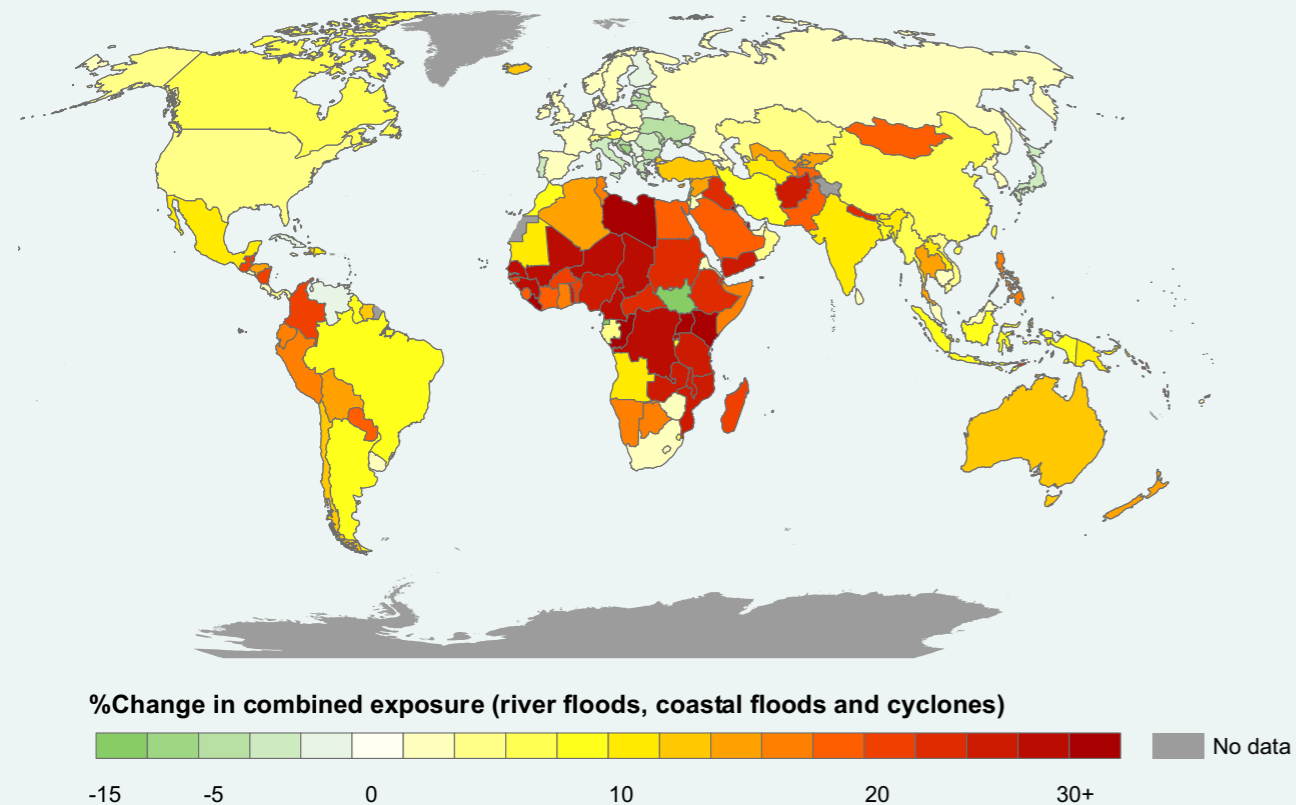 %Change in combined exposure (river floods, coastal floods and cyclones)
No data
-15 -5 0 10 20 30+